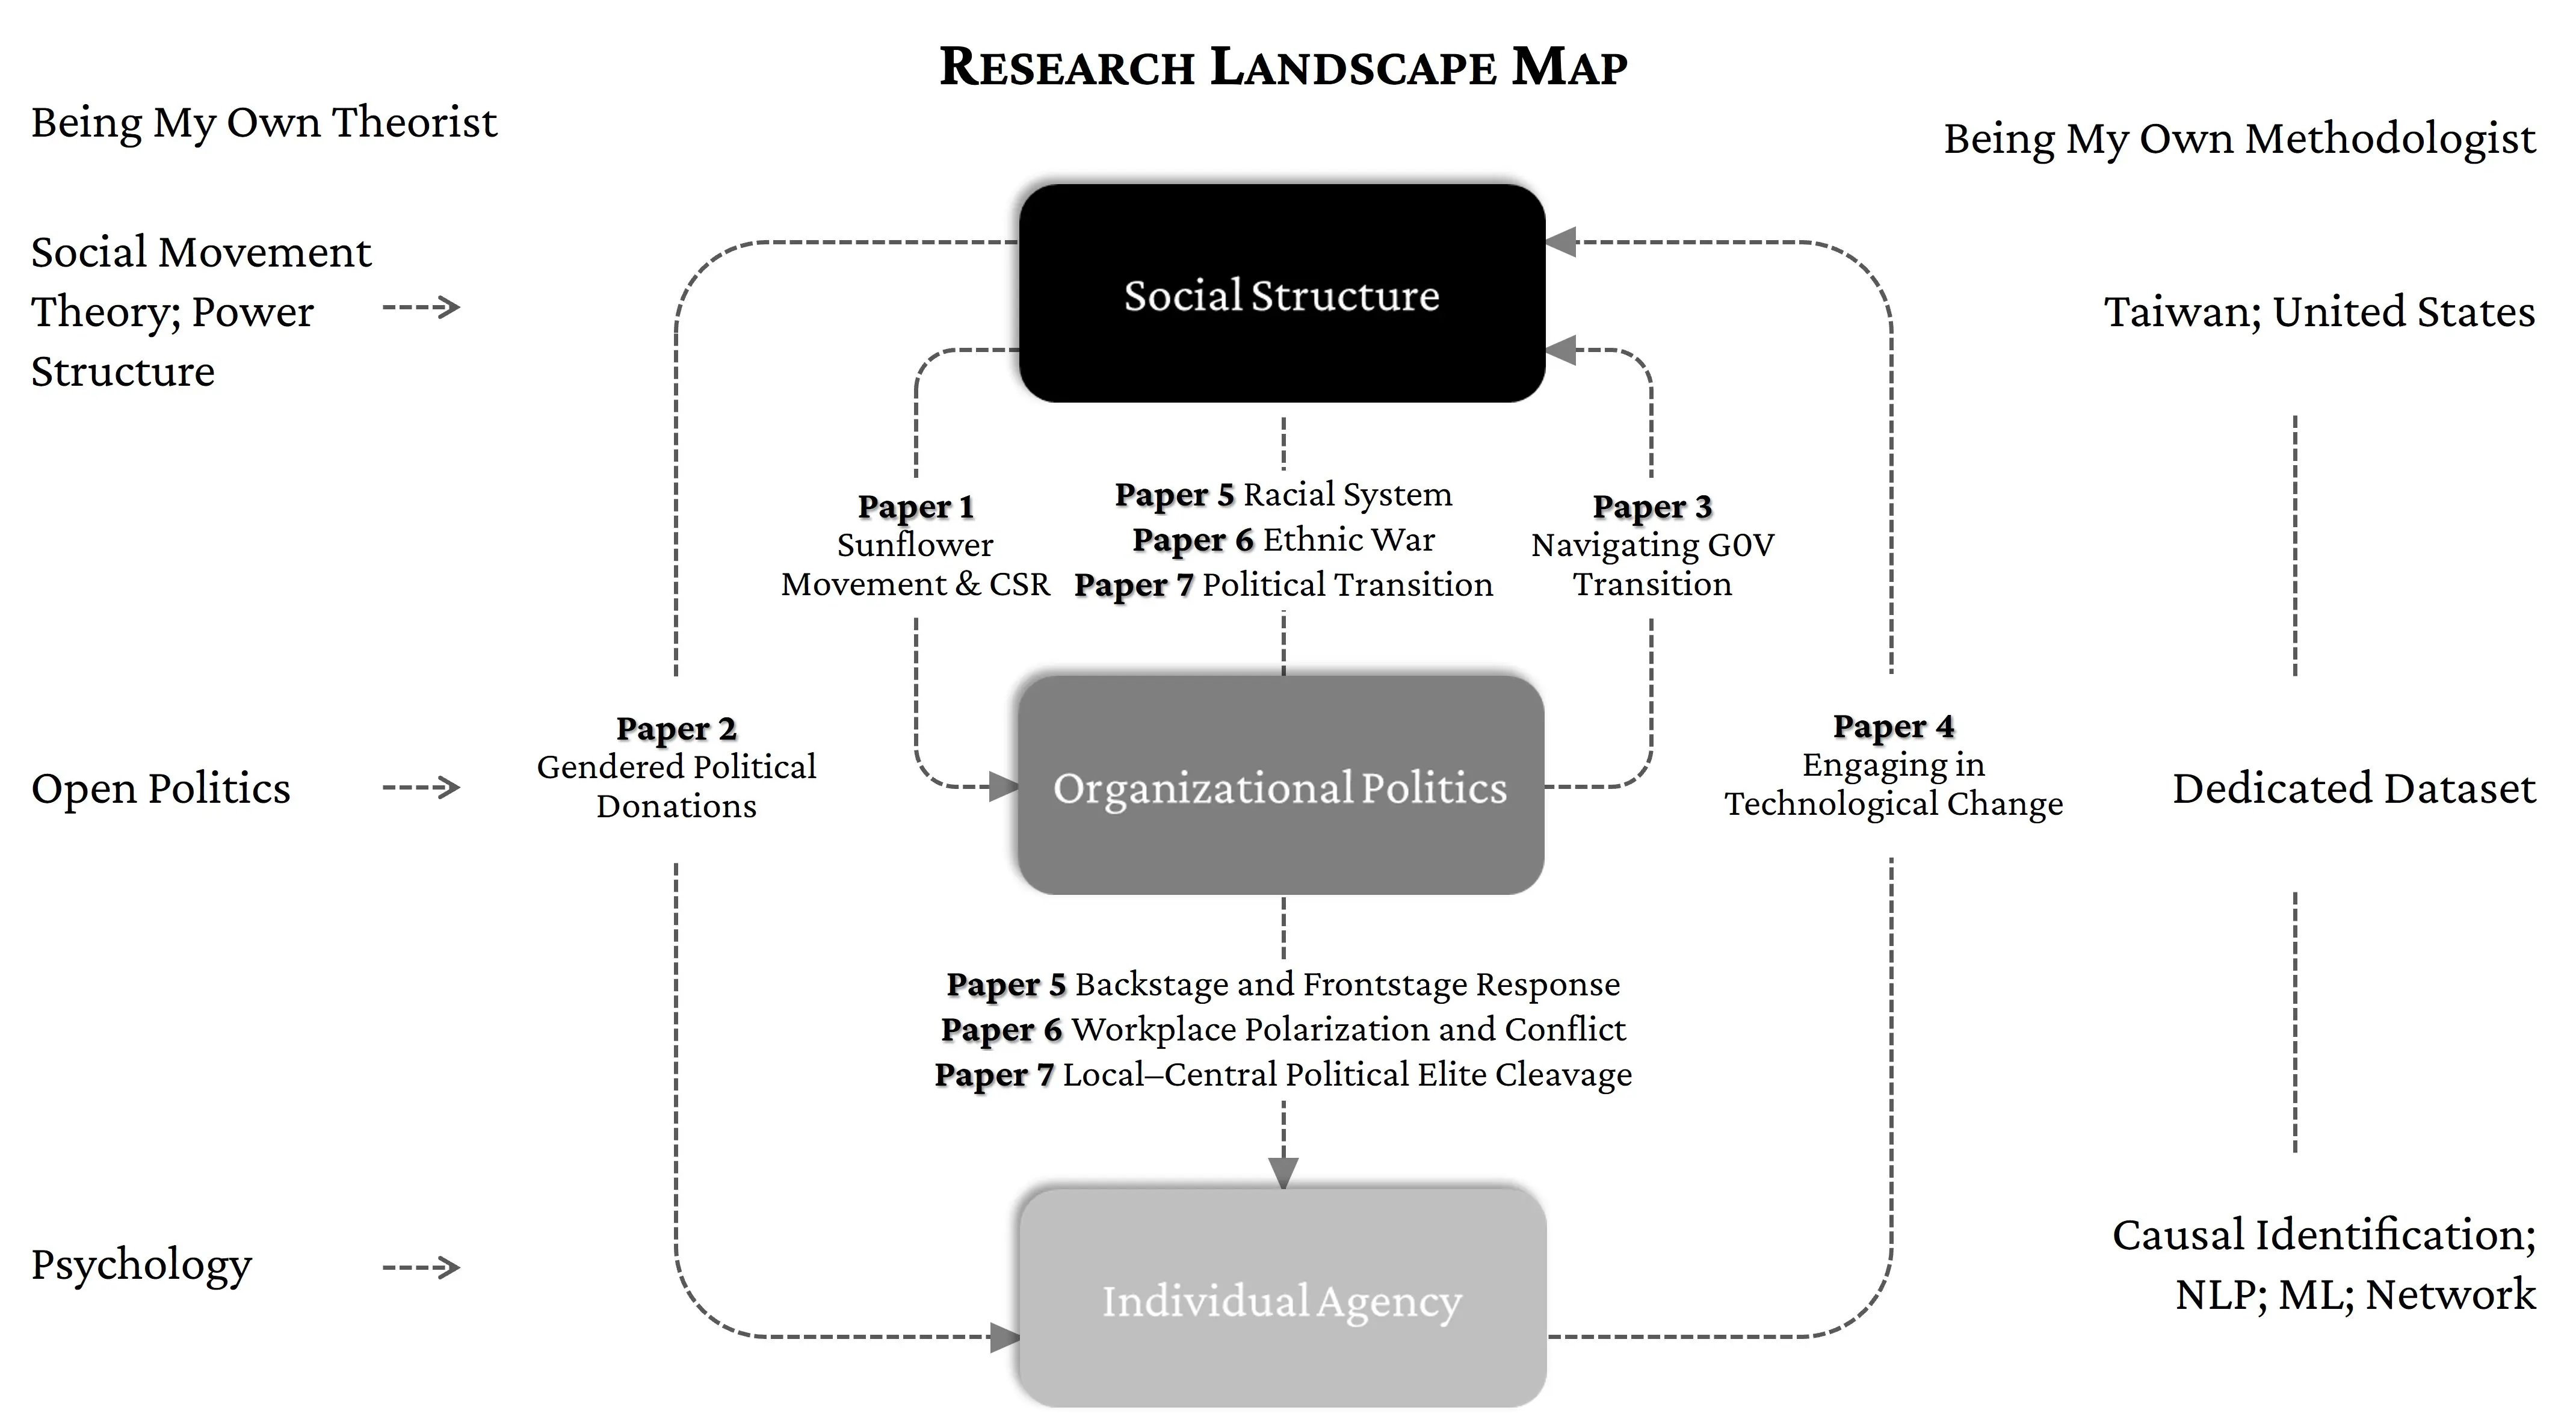 RESEARCH LANDSCAPE MAP
Being My Own Theorist
Being My Own Methodologist
Social Movement
Theory; Power
Structure
Social Structure
Taiwan; United States
Paper 1
Sunflower
Movement & CSR
Paper 5 Racial System
Paper 6 Ethnic War
Paper 7 Political Transition
Paper 3
Navigating G0V
Transition
Open Politics
Paper 2
Gendered Political
Donations
Organizational Politics
Paper 4
Engaging in
Technological Change
Dedicated Dataset
Paper 5 Backstage and Frontstage Response
Paper 6 Workplace Polarization and Conflict
Paper 7 Local–Central Political Elite Cleavage
Psychology
Individual Agency
Causal Identification;
NLP; ML; Network